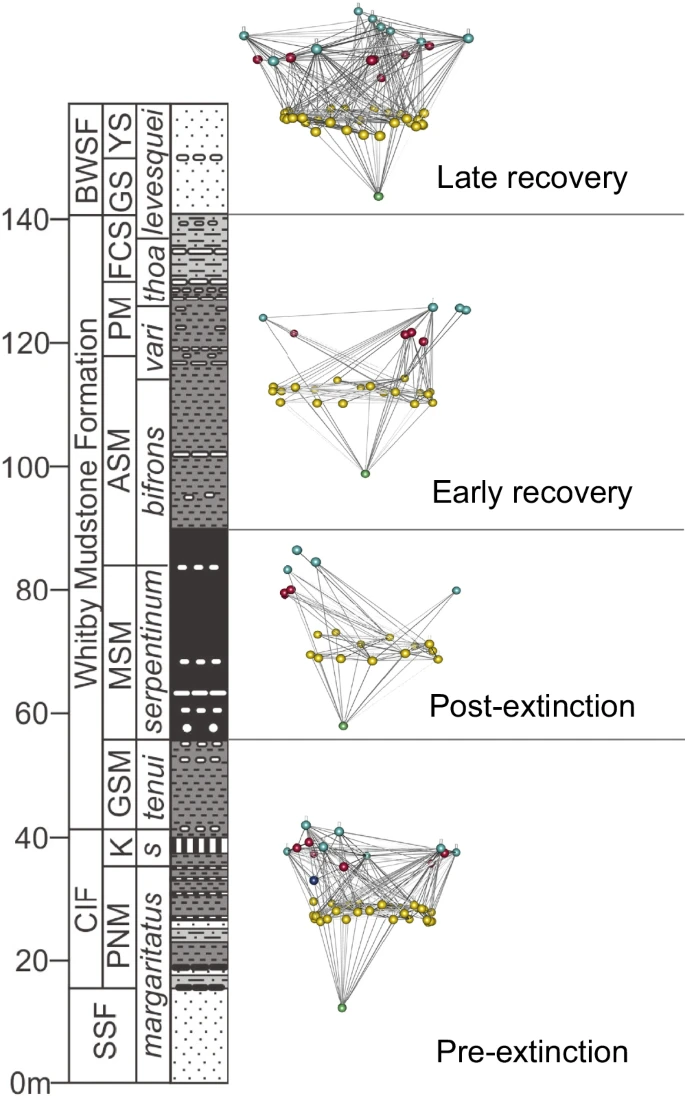 Late recovery
Early recovery
Post-extinction
Pre-extinction
140
120
100
80
60
40
20
0m
BWSF
Whitby Mudstone Formation
CIF
SSF
YS
GS
FCS
PM
ASM
MSM
GSM
K
PNM
levesquei
thoa
vari
bifrons
serpentinum
tenui
s
margaritatus